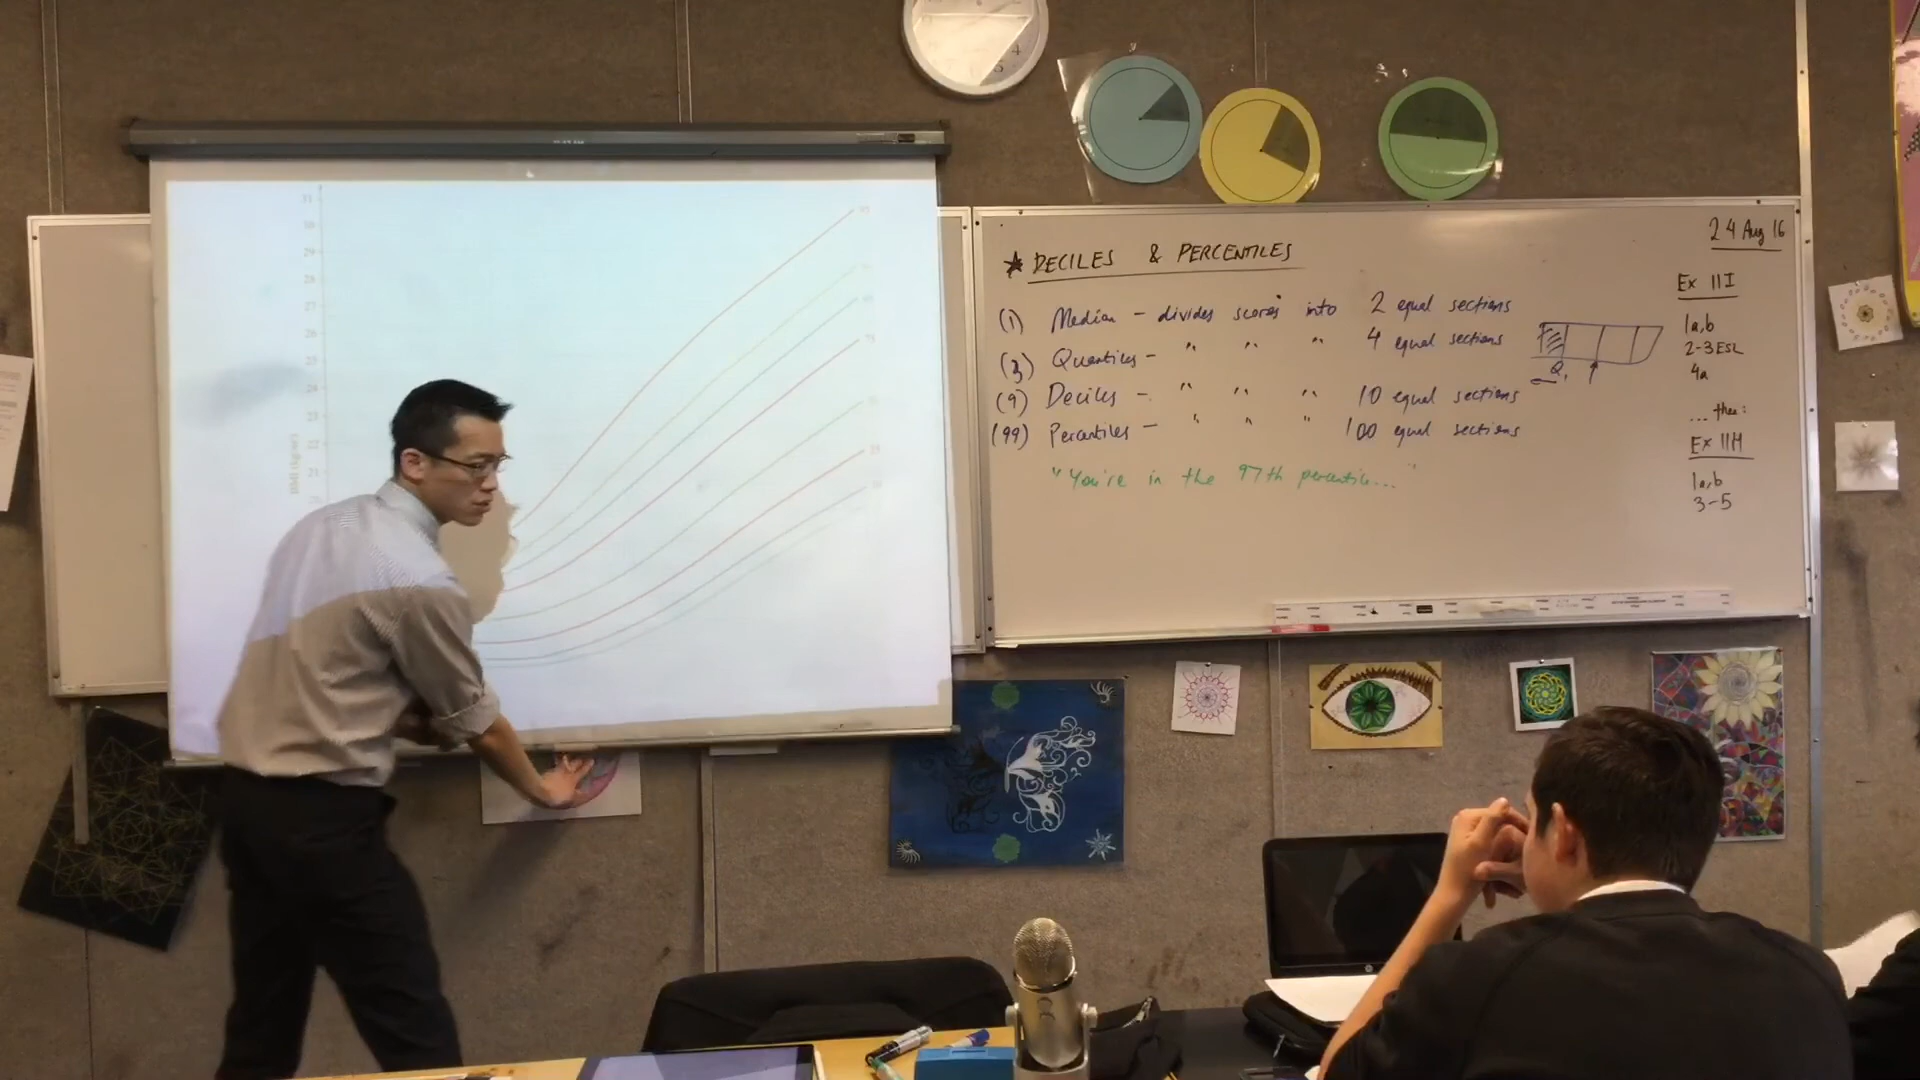 24 Aug 16
★ DECILES & PERCENTILES
(1) Median - divides scores into 2 equal sections
(3) Quartiles - " " " 4 equal sections
(9) Deciles - " " " 10 equal sections
(99) Percentiles - " " " 100 equal sections
"You're in the 97th percentile..."
Q1
Ex 11I
1a,b
2-3ESL
4a
... then:
Ex 11H
1a,b
3-5